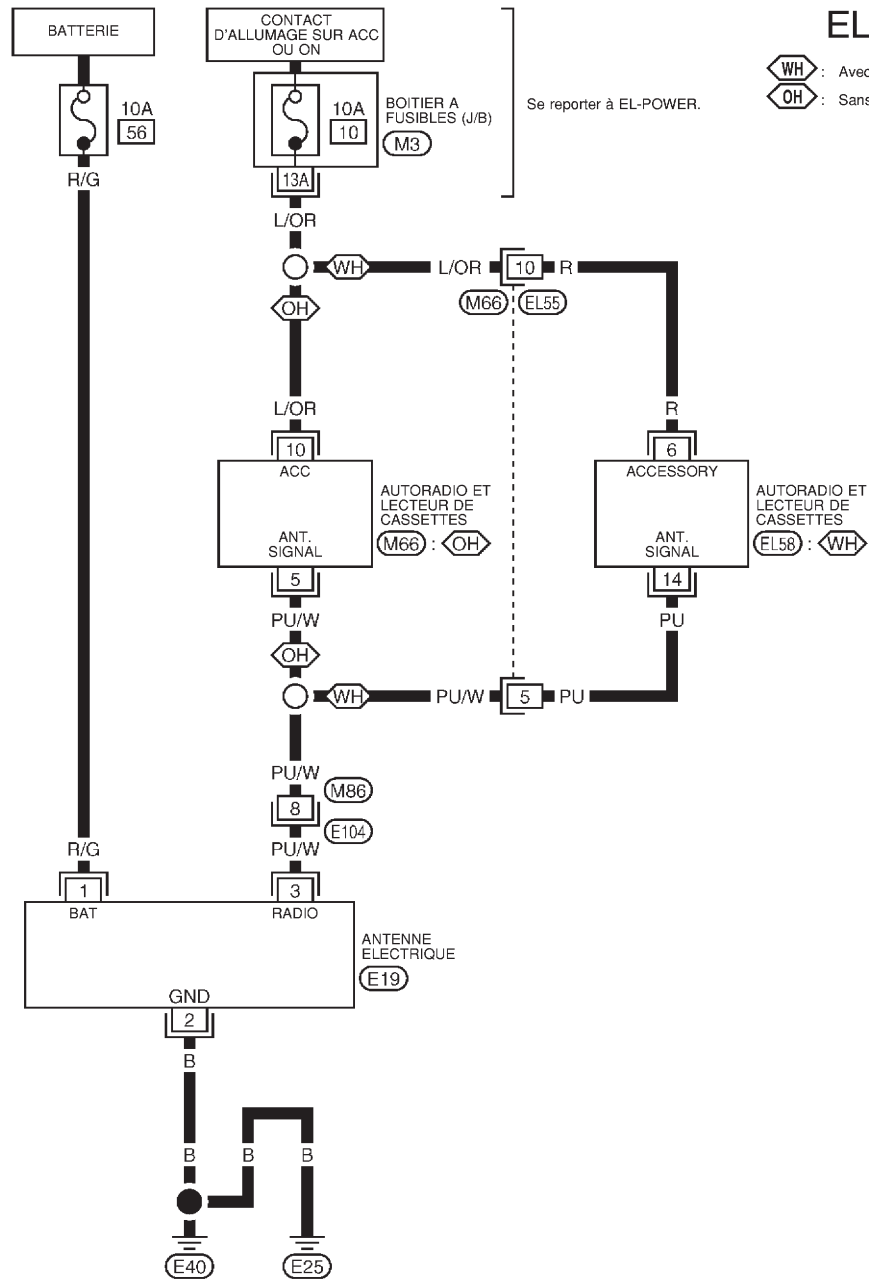 BATTERIE
10A
56
R/G
CONTACT
D'ALLUMAGE SUR ACC
OU ON
10A
10
BOITIER A
FUSIBLES (J/B)
M3
13A
L/OR
Se reporter à EL-POWER.
EL
WH : Avec
OH : Sans
WH
L/OR
10
R
OH
M66
EL55
L/OR
10
ACC
ANT.
SIGNAL
5
AUTORADIO ET
LECTEUR DE
CASSETTES
M66 : OH
R
6
ACCESSORY
ANT.
SIGNAL
14
AUTORADIO ET
LECTEUR DE
CASSETTES
EL58 : WH
PU/W
OH
PU
WH
PU/W
5
PU
PU/W
M86
8
E104
R/G
PU/W
1
3
BAT
RADIO
ANTENNE
ELECTRIQUE
E19
GND
2
B
B
B
B
E40
E25